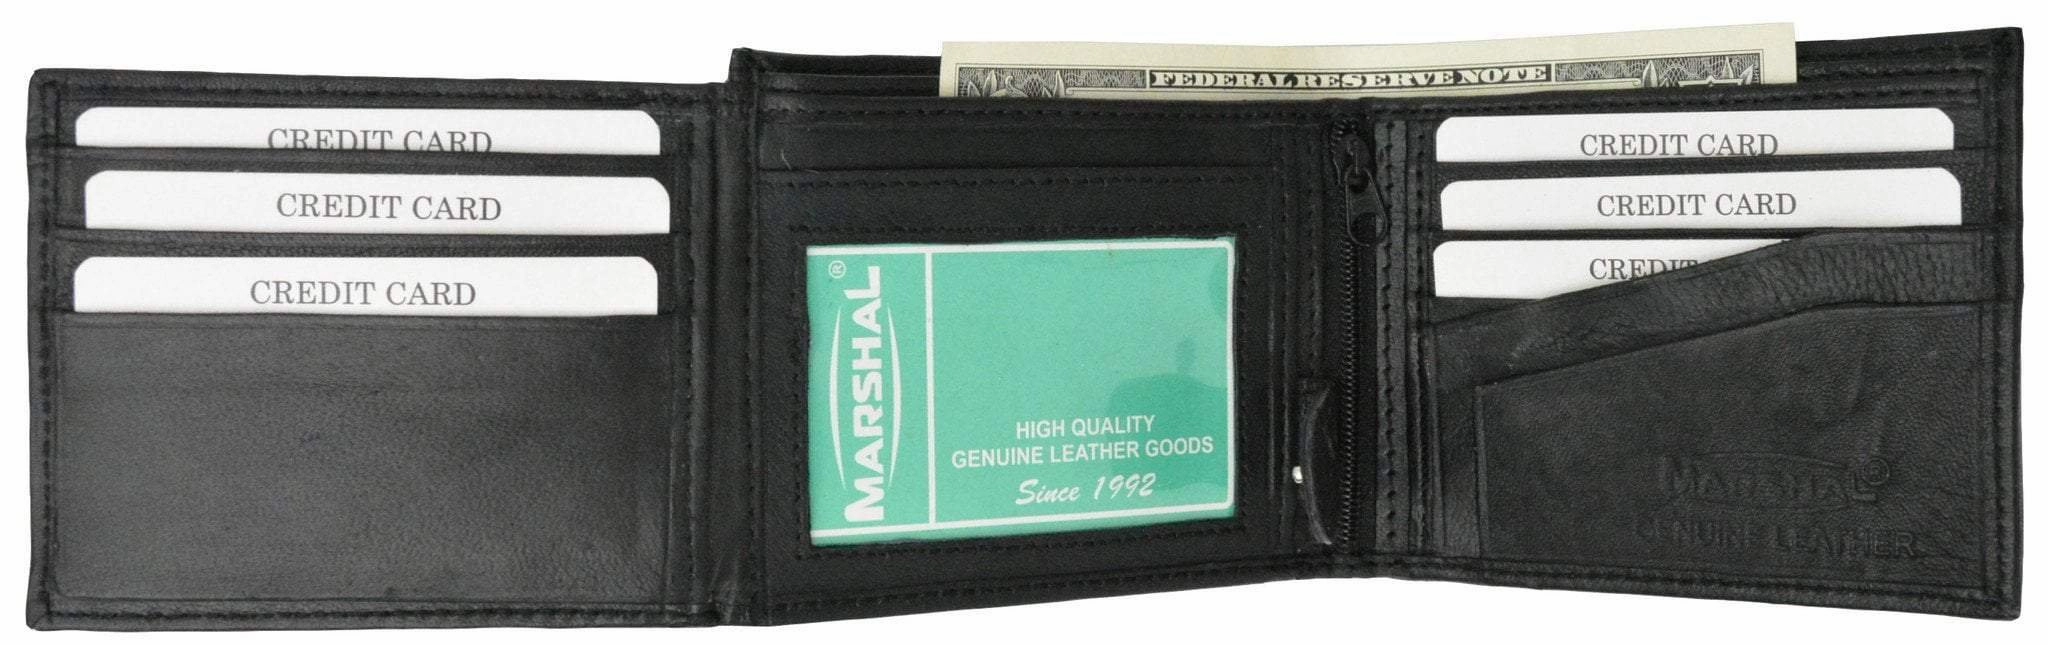 CREDIT CARD
CREDIT CARD
CREDIT CARD
FEDERAL RESERVE NOTE
MARSHAL®
HIGH QUALITY
GENUINE LEATHER GOODS
Since 1992
CREDIT CARD
CREDIT CARD
CREDIT
MARSHAL®
GENUINE LEATHER